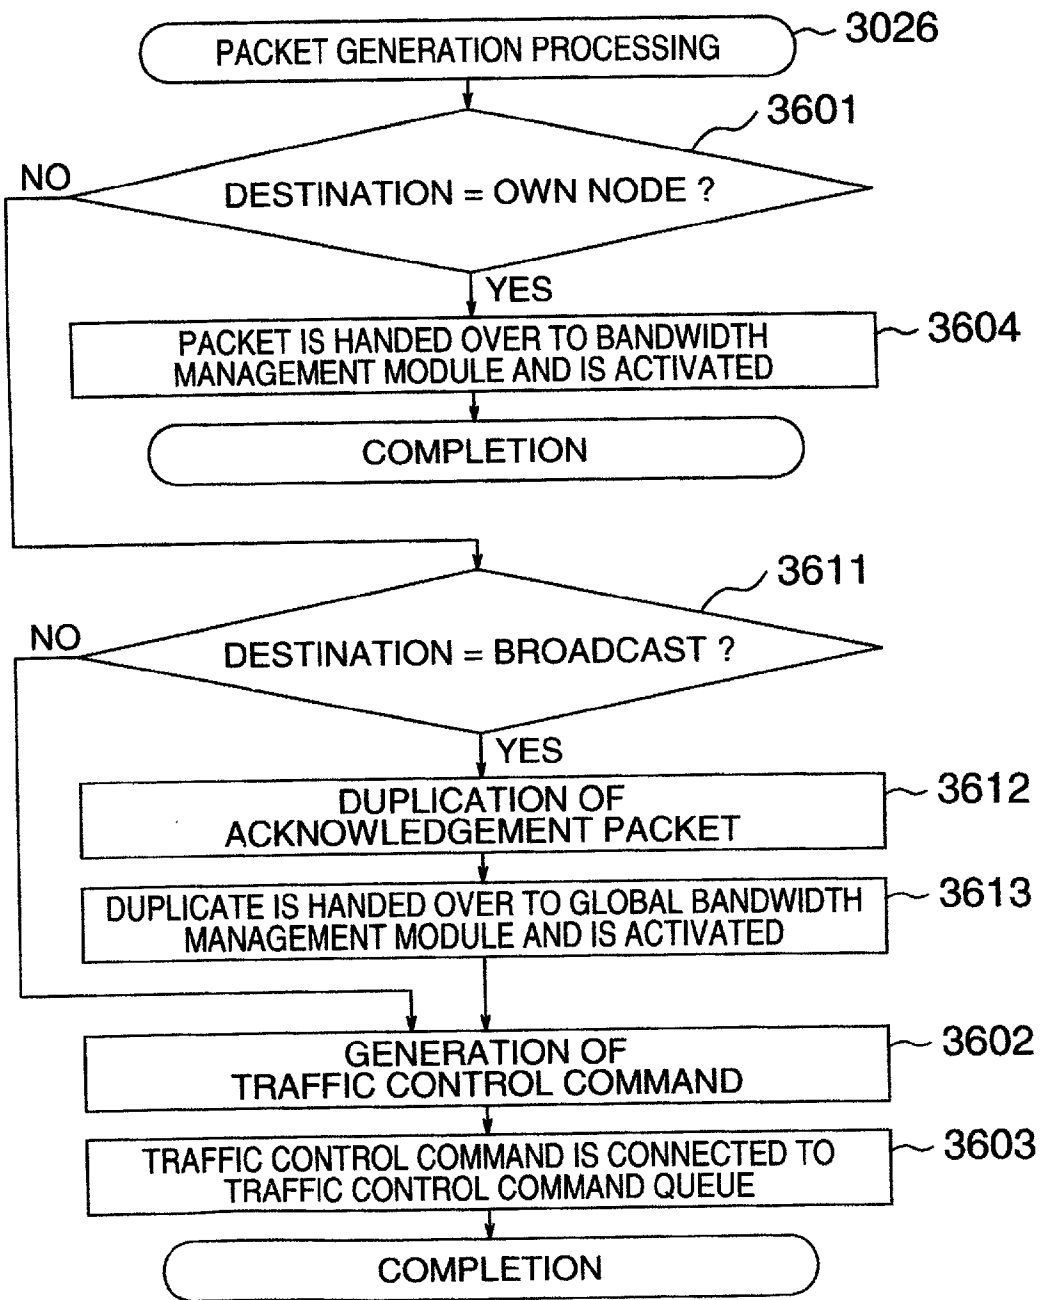 PACKET GENERATION PROCESSING
3026
3601
NO
DESTINATION = OWN NODE ?
YES
PACKET IS HANDED OVER TO BANDWIDTH
MANAGEMENT MODULE AND IS ACTIVATED
3604
COMPLETION
3611
NO
DESTINATION = BROADCAST ?
YES
DUPLICATION OF
ACKNOWLEDGEMENT PACKET
3612
DUPLICATE IS HANDED OVER TO GLOBAL BANDWIDTH
MANAGEMENT MODULE AND IS ACTIVATED
3613
GENERATION OF
TRAFFIC CONTROL COMMAND
3602
TRAFFIC CONTROL COMMAND IS CONNECTED TO
TRAFFIC CONTROL COMMAND QUEUE
3603
COMPLETION